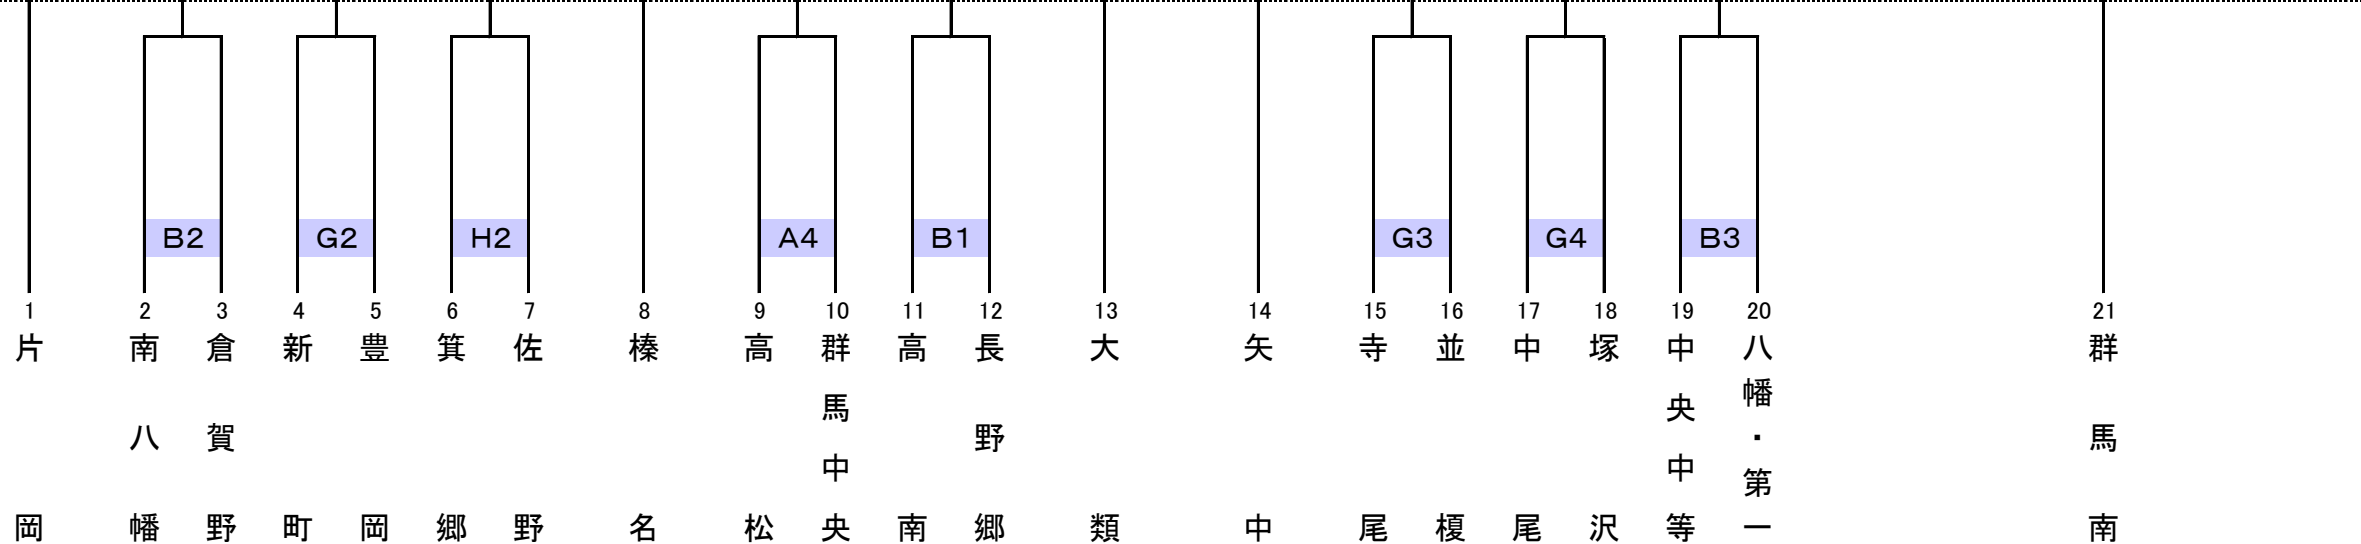 B2 G2 H2 A4 B1 G3 G4 B3
1 2 3 4 5 6 7 8 9 10 11 12 13 14 15 16 17 18 19 20 21
片岡
南八幡
倉賀野
新町
豊岡
箕郷
佐野
榛名
高松
群馬中央
高南
長野郷
大類
矢中
寺尾
並榎
中尾
塚沢
中央中等
八幡・第一
群馬南